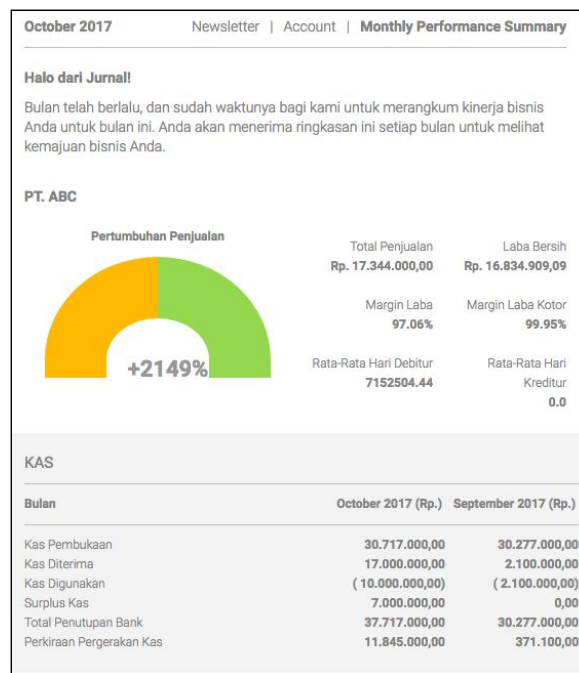 October 2017 Newsletter | Account | Monthly Performance Summary
Halo dari Jurnal!
Bulan telah berlalu, dan sudah waktunya bagi kami untuk merangkum kinerja bisnis
Anda untuk bulan ini. Anda akan menerima ringkasan ini setiap bulan untuk melihat
kemajuan bisnis Anda.
PT. ABC
Pertumbuhan Penjualan
+2149%
Total Penjualan Laba Bersih
Rp. 17.344.000,00 Rp. 16.834.909,09
Margin Laba Margin Laba Kotor
97.06% 99.95%
Rata-Rata Hari Debitur Rata-Rata Hari
7152504.44 Kreditur
0.0
KAS
Bulan October 2017 (Rp.) September 2017 (Rp.)
Kas Pembukaan 30.717.000,00 30.277.000,00
Kas Diterima 17.000.000,00 2.100.000,00
Kas Digunakan ( 10.000.000,00) ( 2.100.000,00)
Surplus Kas 7.000.000,00 0,00
Total Penutupan Bank 37.717.000,00 30.277.000,00
Perkiraan Pergerakan Kas 11.845.000,00 371.100,00